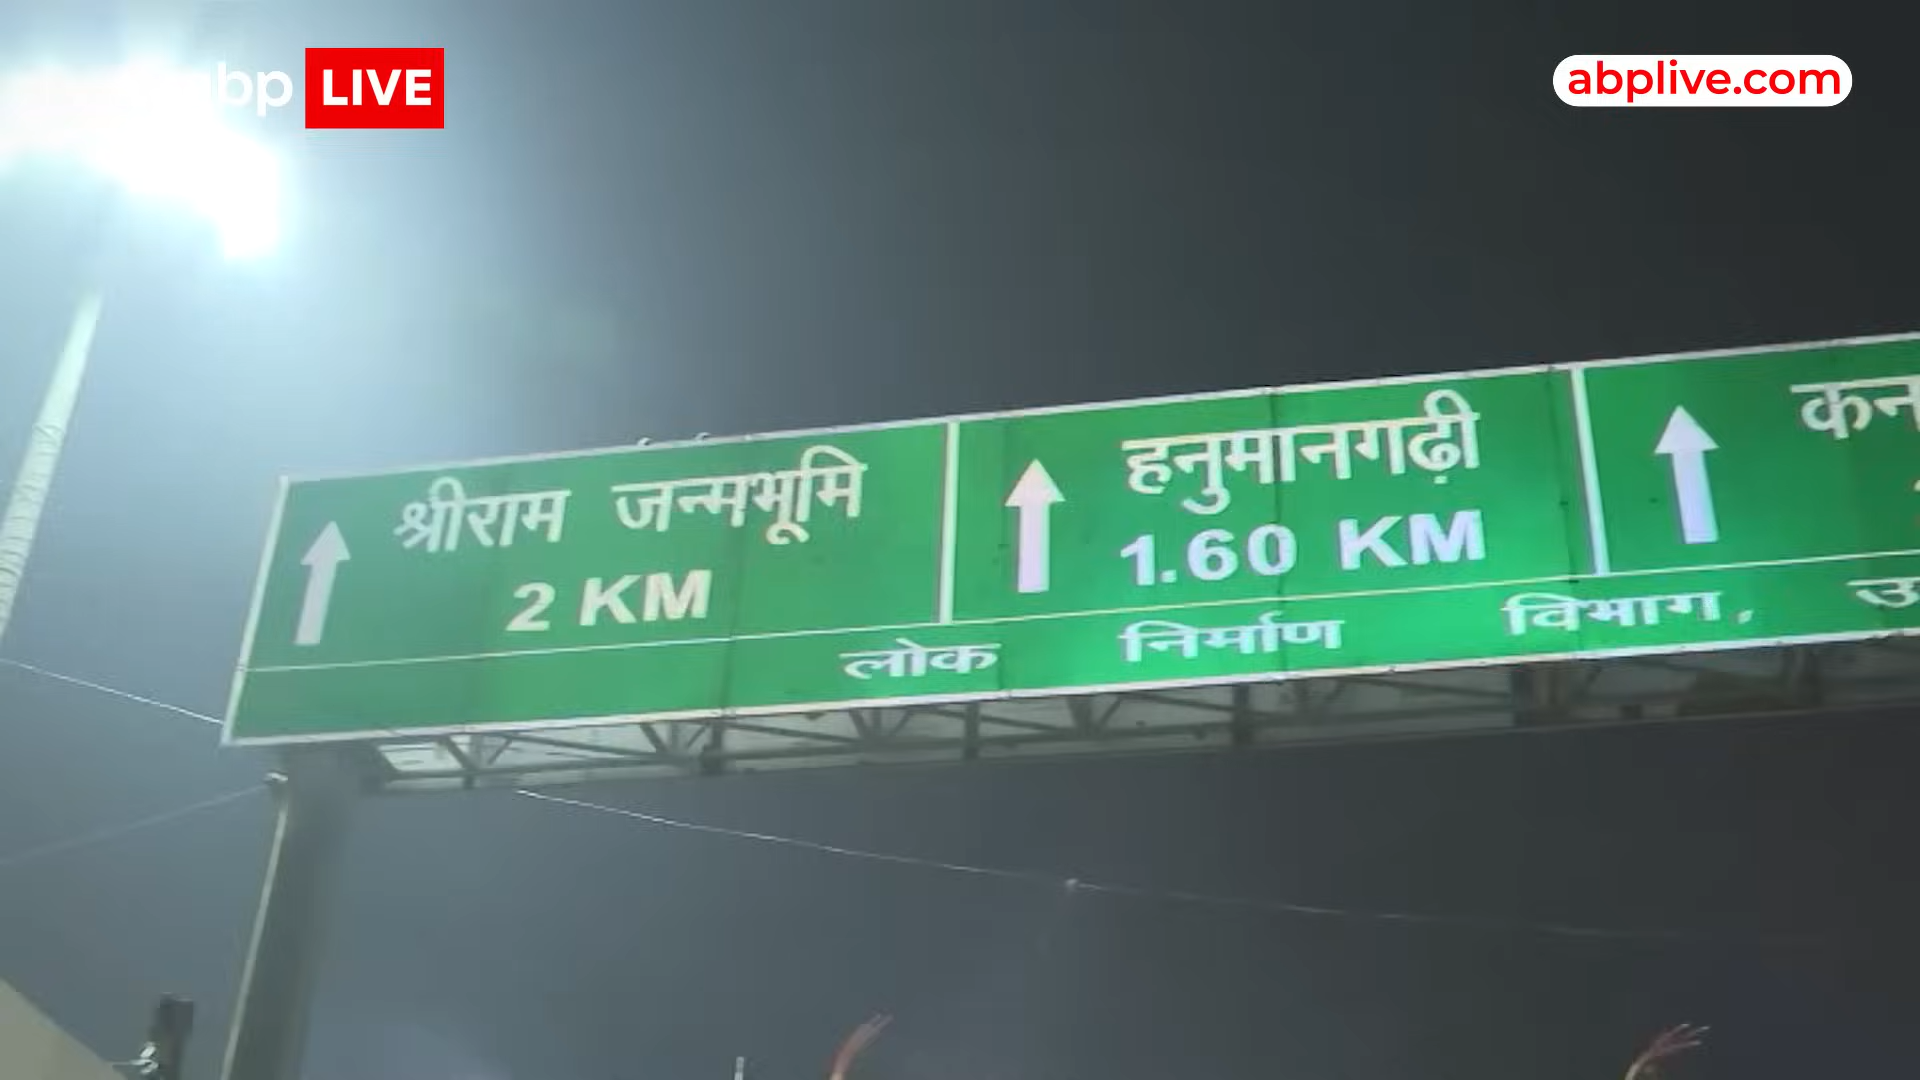 abp LIVE
abplive.com
श्रीराम जन्मभूमि
2 KM
हनुमानगढ़ी
1.60 KM
लोक निर्माण विभाग,